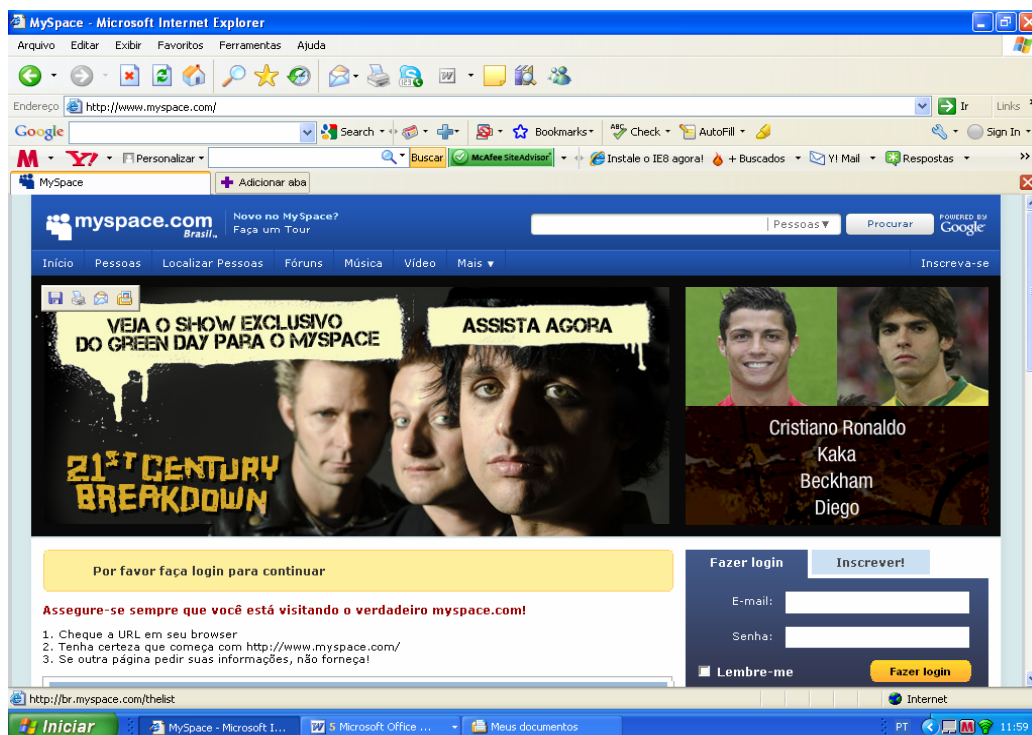 MySpace - Microsoft Internet Explorer
Arquivo Editar Exibir Favoritos Ferramentas Ajuda
Endereço http://www.myspace.com/ Ir Links
Google Search Bookmarks ABC Check AutoFill Sign In
M Y! Personalizar Buscar McAfee SiteAdvisor Instale o IE8 agora! + Buscados Y! Mail Respostas »
MySpace Adicionar aba
myspace.com Brasil
Novo no MySpace?
Faça um Tour
Pessoas▼ Procurar POWERED BY Google
Início Pessoas Localizar Pessoas Fóruns Música Vídeo Mais ▼ Inscreva-se
VEJA O SHOW EXCLUSIVO
DO GREEN DAY PARA O MYSPACE
ASSISTA AGORA
21ST CENTURY
BREAKDOWN
Cristiano Ronaldo
Kaka
Beckham
Diego
Por favor faça login para continuar
Assegure-se sempre que você está visitando o verdadeiro myspace.com!
1. Cheque a URL em seu browser
2. Tenha certeza que começa com http://www.myspace.com/
3. Se outra página pedir suas informações, não forneça!
Fazer login Inscrever!
E-mail:
Senha:
Lembre-me Fazer login
http://br.myspace.com/thelist Internet
Iniciar MySpace - Microsoft I... 5 Microsoft Office ... Meus documentos PT 11:59